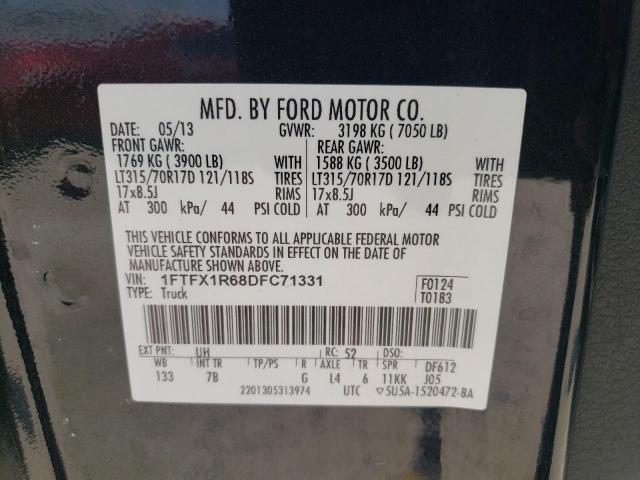 MFD. BY FORD MOTOR CO.
DATE: 05/13 GVWR: 3198 KG ( 7050 LB)
FRONT GAWR: REAR GAWR:
1769 KG ( 3900 LB) WITH 1588 KG ( 3500 LB) WITH
LT315/70R17D 121/118S TIRES LT315/70R17D 121/118S TIRES
17x8.5J RIMS 17x8.5J RIMS
AT 300 kPa/ 44 PSI COLD AT 300 kPa/ 44 PSI COLD
THIS VEHICLE CONFORMS TO ALL APPLICABLE FEDERAL MOTOR
VEHICLE SAFETY STANDARDS IN EFFECT ON THE DATE OF
MANUFACTURE SHOWN ABOVE.
VIN: 1FTFX1R68DFC71331 F0124
TYPE: Truck T0183
EXT PNT: UH RC: 52 DSO:
WB INT TR TP/PS R AXLE TR SPR DF612
133 7B G L4 6 11KK J05
2201305313974 UTC ▽5U5A-1520472-BA